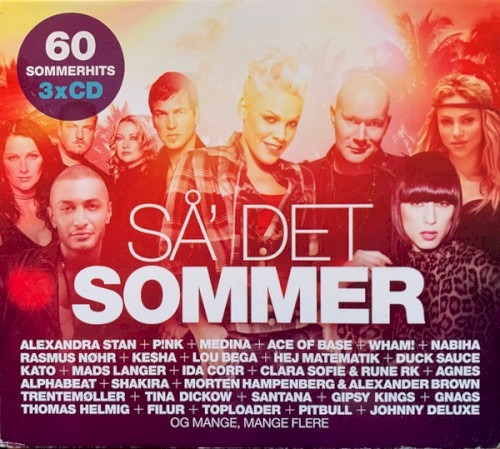 60
SOMMERHITS
3xCD
SÅ' DET
SOMMER
ALEXANDRA STAN + P!NK + MEDINA + ACE OF BASE + WHAM! + NABIHA
RASMUS NØHR + KESHA + LOU BEGA + HEJ MATEMATIK + DUCK SAUCE
KATO + MADS LANGER + IDA CORR + CLARA SOFIE & RUNE RK + AGNES
ALPHABEAT + SHAKIRA + MORTEN HAMPENBERG & ALEXANDER BROWN
TRENTEMØLLER + TINA DICKOW + SANTANA + GIPSY KINGS + GNAGS
THOMAS HELMIG + FILUR + TOPLOADER + PITBULL + JOHNNY DELUXE
OG MANGE, MANGE FLERE